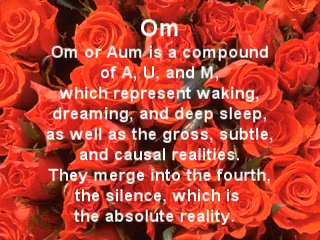 Om
Om or Aum is a compound
of A, U, and M,
which represent waking,
dreaming, and deep sleep,
as well as the gross, subtle,
and causal realities.
They merge into the fourth,
the silence, which is
the absolute reality.